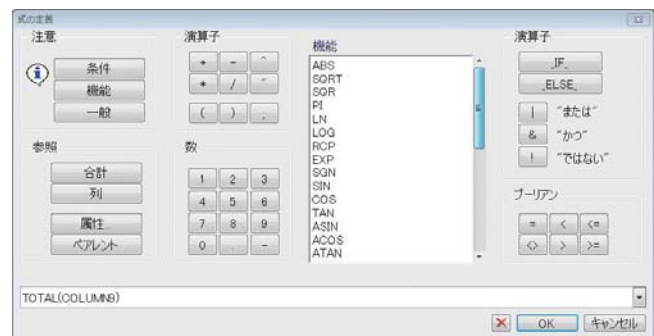 式の定義
注意
条件
機能
一般
参照
合計
列
属性...
ペアレント
演算子
+ - ^
* /
( ) ;
数
1 2 3
4 5 6
7 8 9
0 . -
機能
ABS
SQRT
SQR
PI
LN
LOG
RCP
EXP
SGN
SIN
COS
TAN
ASIN
ACOS
ATAN
演算子
_IF_
_ELSE_
| "または"
& "かつ"
! "ではない"
ブーリアン
= < <=
<> > >=
TOTAL(COLUMN9)
OK キャンセル